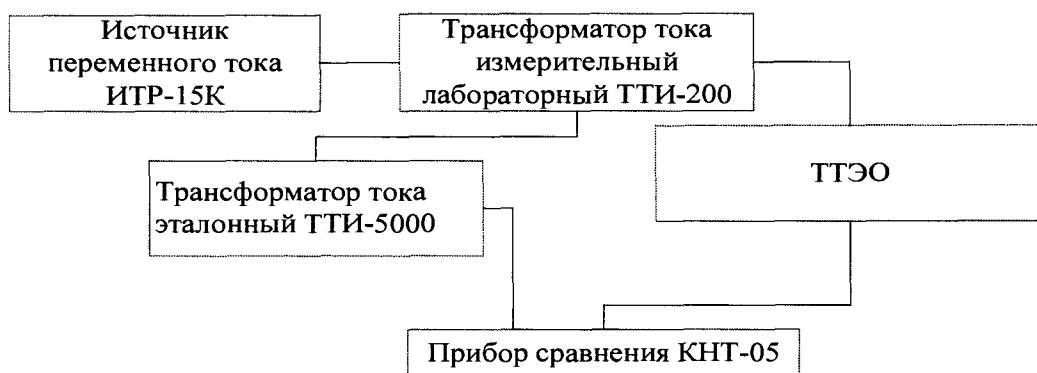 Источник
переменного тока
ИТР-15К
Трансформатор тока
измерительный
лабораторный ТТИ-200
Трансформатор тока
эталонный ТТИ-5000
ТТЭО
Прибор сравнения КНТ-05